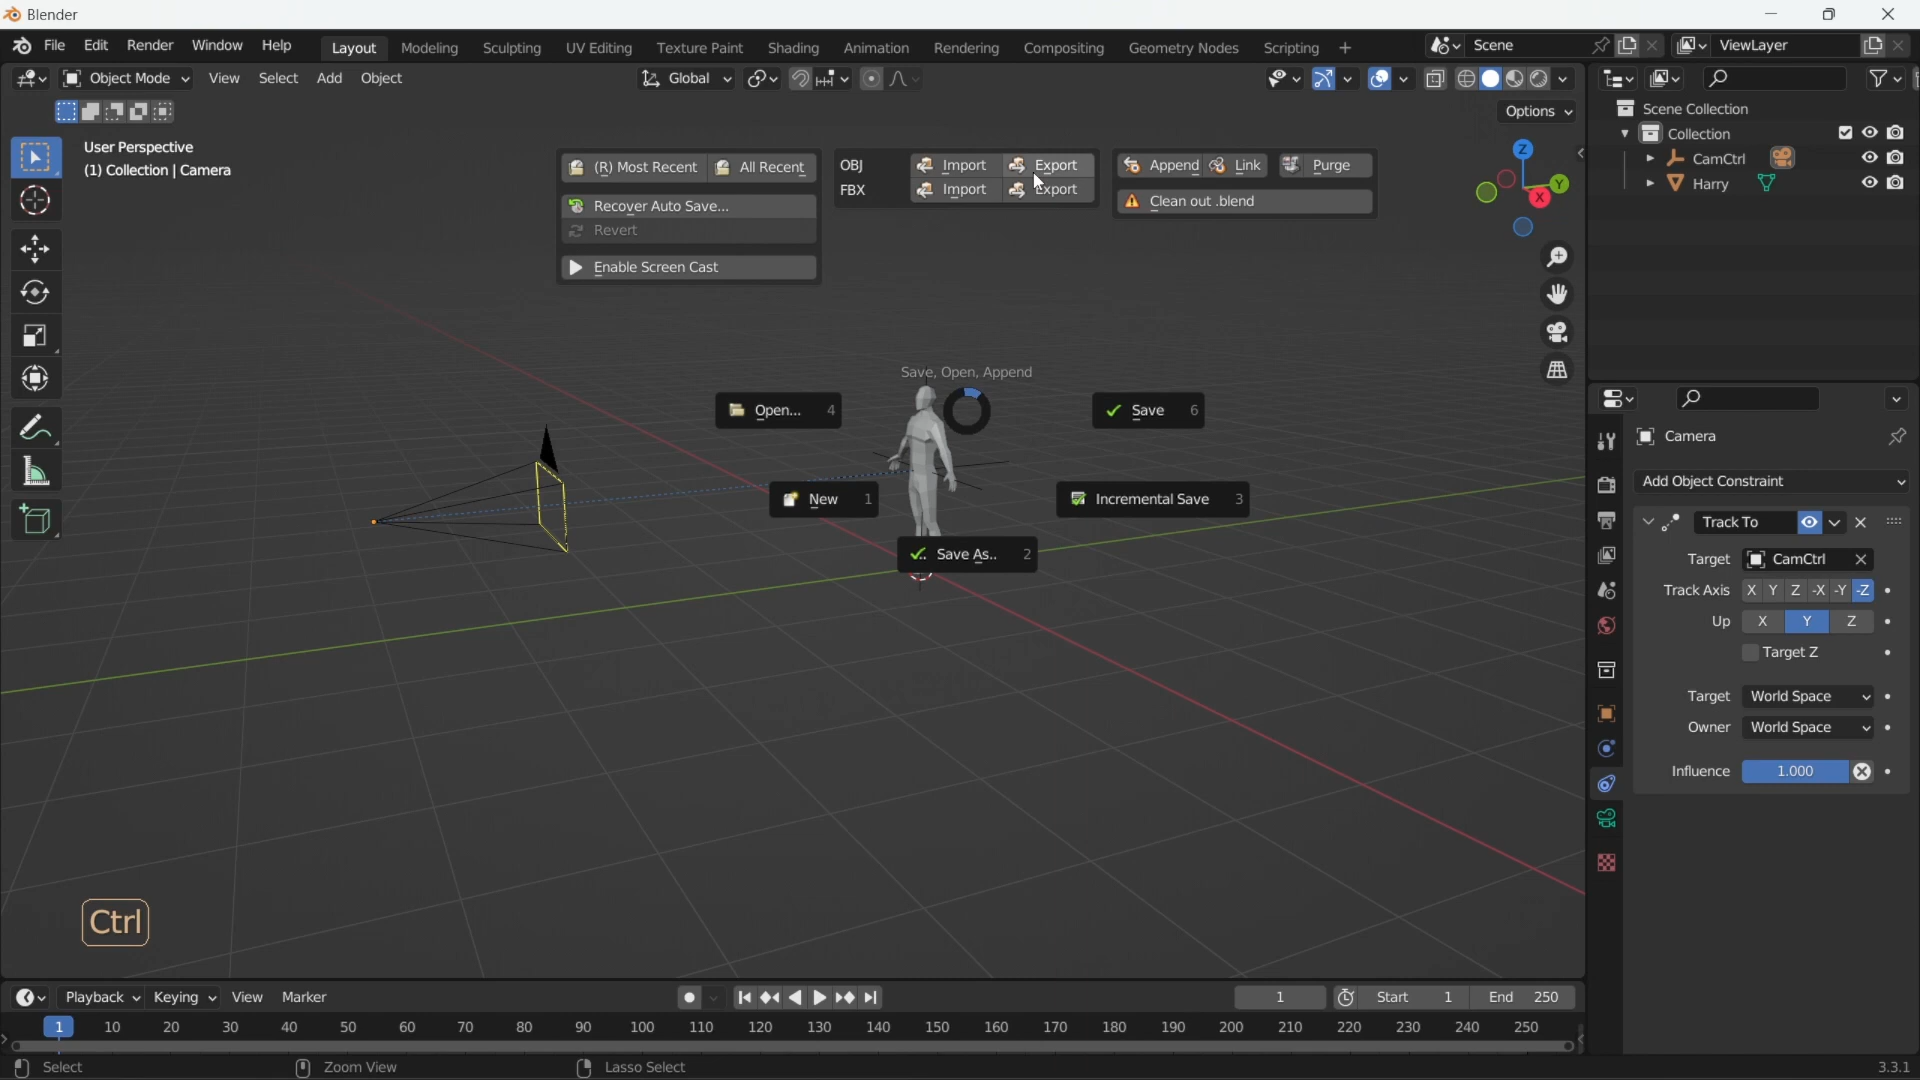 Blender
File Edit Render Window Help Layout Modeling Sculpting UV Editing Texture Paint Shading Animation Rendering Compositing Geometry Nodes Scripting + Scene ViewLayer
Object Mode View Select Add Object Global
Options
User Perspective
(1) Collection | Camera
(R) Most Recent All Recent
Recover Auto Save...
Revert
Enable Screen Cast
OBJ Import Export
FBX Import Export
Append Link Purge
Clean out .blend
Z
Y
X
Save, Open, Append
Open... 4
Save 6
New 1
Incremental Save 3
Save As.. 2
Ctrl
Scene Collection
Collection
CamCtrl
Harry
Camera
Add Object Constraint
Track To
Target CamCtrl
Track Axis X Y Z -X -Y -Z
Up X Y Z
Target Z
Target World Space
Owner World Space
Influence 1.000
Playback Keying View Marker 1 Start 1 End 250
1 10 20 30 40 50 60 70 80 90 100 110 120 130 140 150 160 170 180 190 200 210 220 230 240 250
Select Zoom View Lasso Select 3.3.1